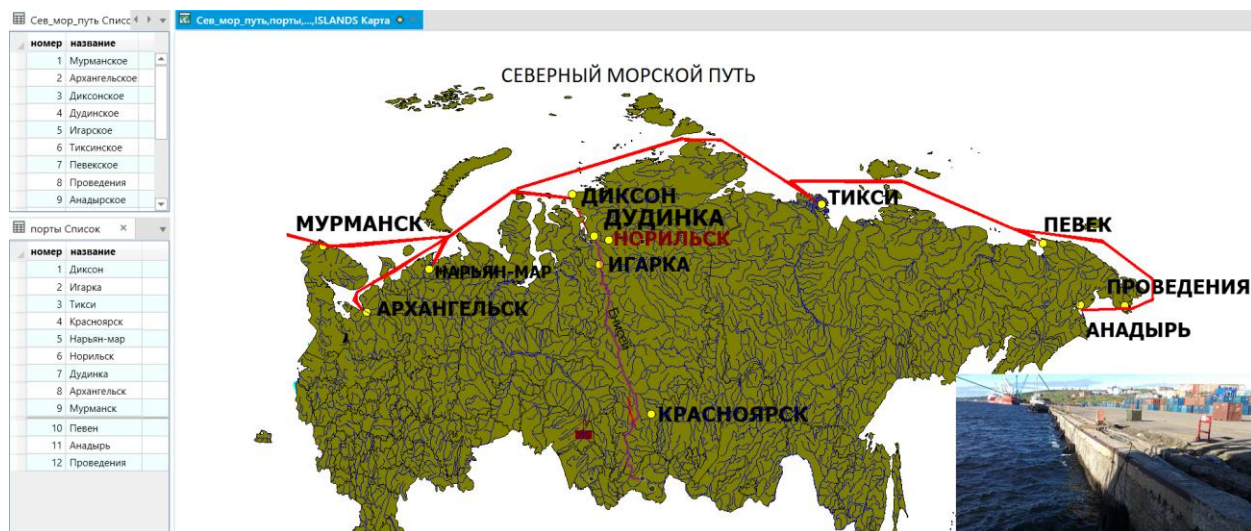 Сев_мор_путь Списс
номер название
1 Мурманское
2 Архангельское
3 Диксонское
4 Дудинское
5 Игарское
6 Тиксинское
7 Певекское
8 Проведения
9 Анадырское
порты Список
номер название
1 Диксон
2 Игарка
3 Тикси
4 Красноярск
5 Нарьян-мар
6 Норильск
7 Дудинка
8 Архангельск
9 Мурманск
10 Певен
11 Анадырь
12 Проведения
Сев_мор_путь,порты,...,ISLANDS Карта
СЕВЕРНЫЙ МОРСКОЙ ПУТЬ
МУРМАНСК
ДИКСОН
ТИКСИ
ДУДИНКА
НОРИЛЬСК
ПЕВЕК
ИГАРКА
НАРЬЯН-МАР
ПРОВЕДЕНИЯ
АРХАНГЕЛЬСК
АНАДЫРЬ
Енисей
КРАСНОЯРСК